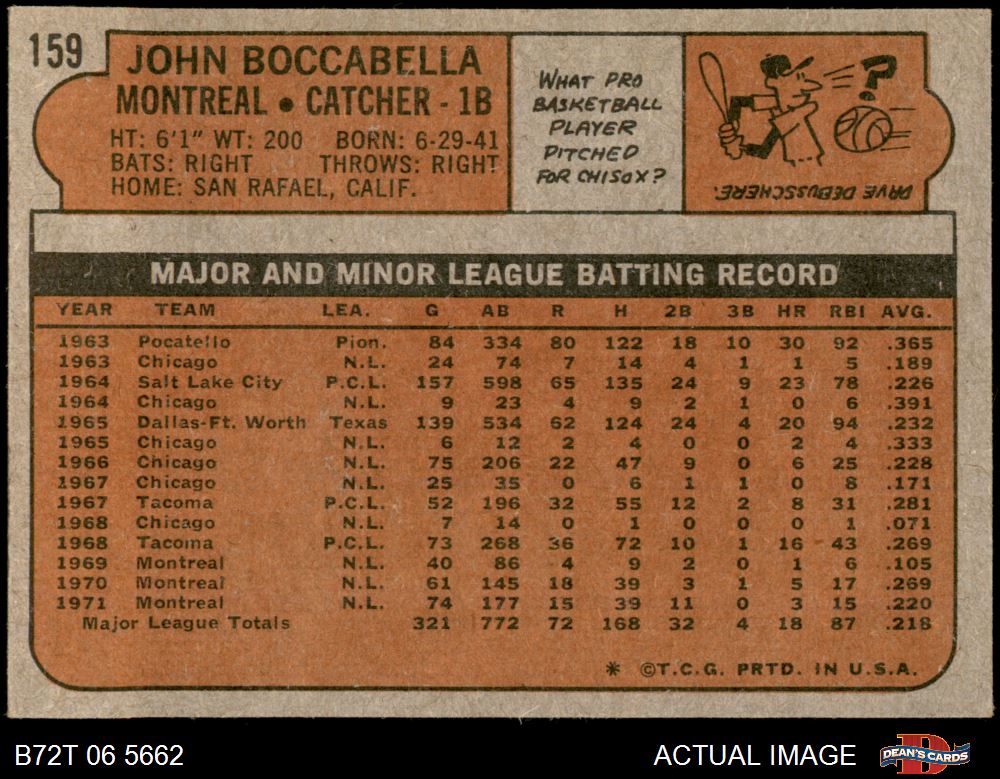 159
JOHN BOCCABELLA
MONTREAL • CATCHER - 1B
HT: 6'1" WT: 200 BORN: 6-29-41
BATS: RIGHT THROWS: RIGHT
HOME: SAN RAFAEL, CALIF.
WHAT PRO
BASKETBALL
PLAYER
PITCHED
FOR CHISOX?
?
DAVE DEBUSSCHERE.
MAJOR AND MINOR LEAGUE BATTING RECORD
YEAR TEAM LEA. G AB R H 2B 3B HR RBI AVG.
1963 Pocatello Pion. 84 334 80 122 18 10 30 92 .365
1963 Chicago N.L. 24 74 7 14 4 1 1 5 .189
1964 Salt Lake City P.C.L. 157 598 65 135 24 9 23 78 .226
1964 Chicago N.L. 9 23 4 9 2 1 0 6 .391
1965 Dallas-Ft. Worth Texas 139 534 62 124 24 4 20 94 .232
1965 Chicago N.L. 6 12 2 4 0 0 2 4 .333
1966 Chicago N.L. 75 206 22 47 9 0 6 25 .228
1967 Chicago N.L. 25 35 0 6 1 1 0 8 .171
1967 Tacoma P.C.L. 52 196 32 55 12 2 8 31 .281
1968 Chicago N.L. 7 14 0 1 0 0 0 1 .071
1968 Tacoma P.C.L. 73 268 36 72 10 1 16 43 .269
1969 Montreal N.L. 40 86 4 9 2 0 1 6 .105
1970 Montreal N.L. 61 145 18 39 3 1 5 17 .269
1971 Montreal N.L. 74 177 15 39 11 0 3 15 .220
Major League Totals 321 772 72 168 32 4 18 87 .218
* ©T.C.G. PRTD. IN U.S.A.
B72T 06 5662
ACTUAL IMAGE
DEAN'S CARDS